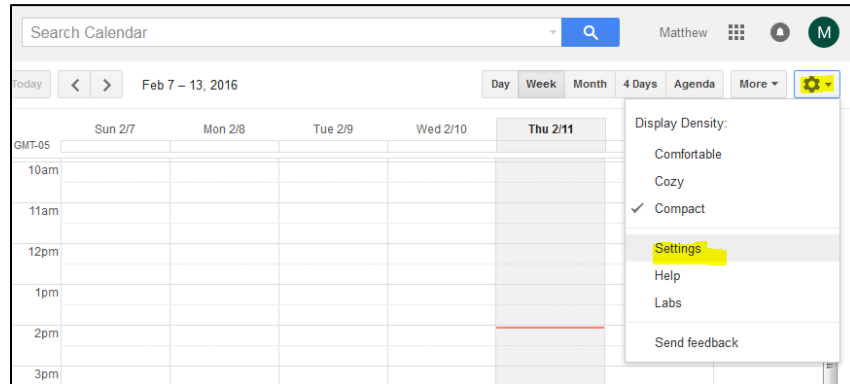 Search Calendar
Matthew
M
Today
Feb 7 – 13, 2016
Day Week Month 4 Days Agenda
More
Sun 2/7 Mon 2/8 Tue 2/9 Wed 2/10 Thu 2/11
GMT-05
10am
11am
12pm
1pm
2pm
3pm
Display Density:
Comfortable
Cozy
Compact
Settings
Help
Labs
Send feedback